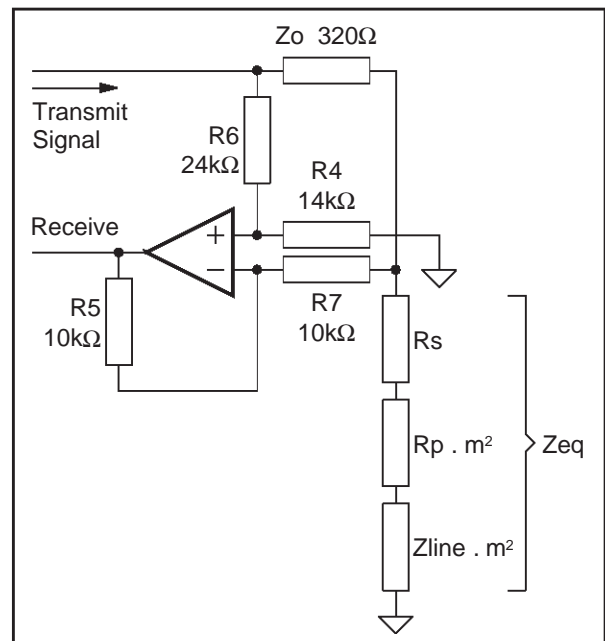 Zo 320Ω
Transmit
Signal
R6
24kΩ
R4
14kΩ
Receive
+
−
R5
10kΩ
R7
10kΩ
Rs
Rp . m²
Zeq
Zline . m²